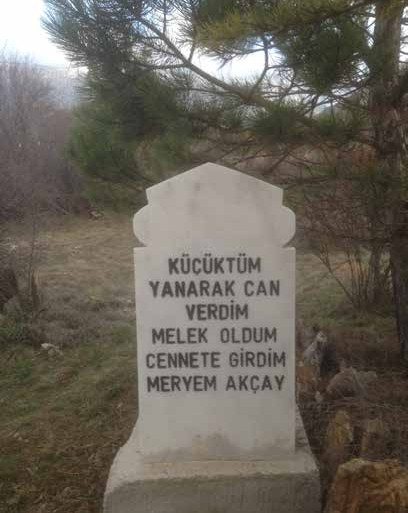 KÜÇÜKTÜM
YANARAK CAN
VERDİM
MELEK OLDUM
CENNETE GİRDİM
MERYEM AKÇAY